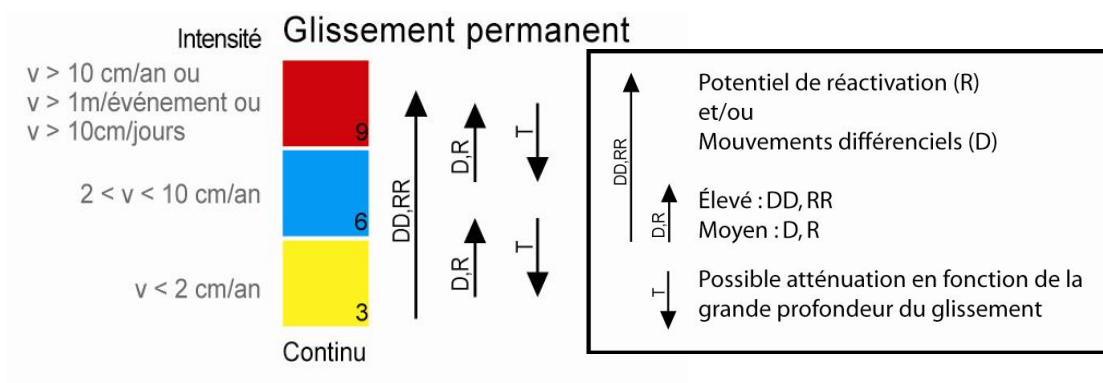 Glissement permanent
Intensité
v > 10 cm/an ou
v > 1m/événement ou
v > 10cm/jours
9
2 < v < 10 cm/an
6
v < 2 cm/an
3
Continu
DD,RR
D,R
T
D,R
T
DD,RR
D,R
T
Potentiel de réactivation (R)
et/ou
Mouvements différenciels (D)
Élevé : DD, RR
Moyen : D, R
Possible atténuation en fonction de la
grande profondeur du glissement